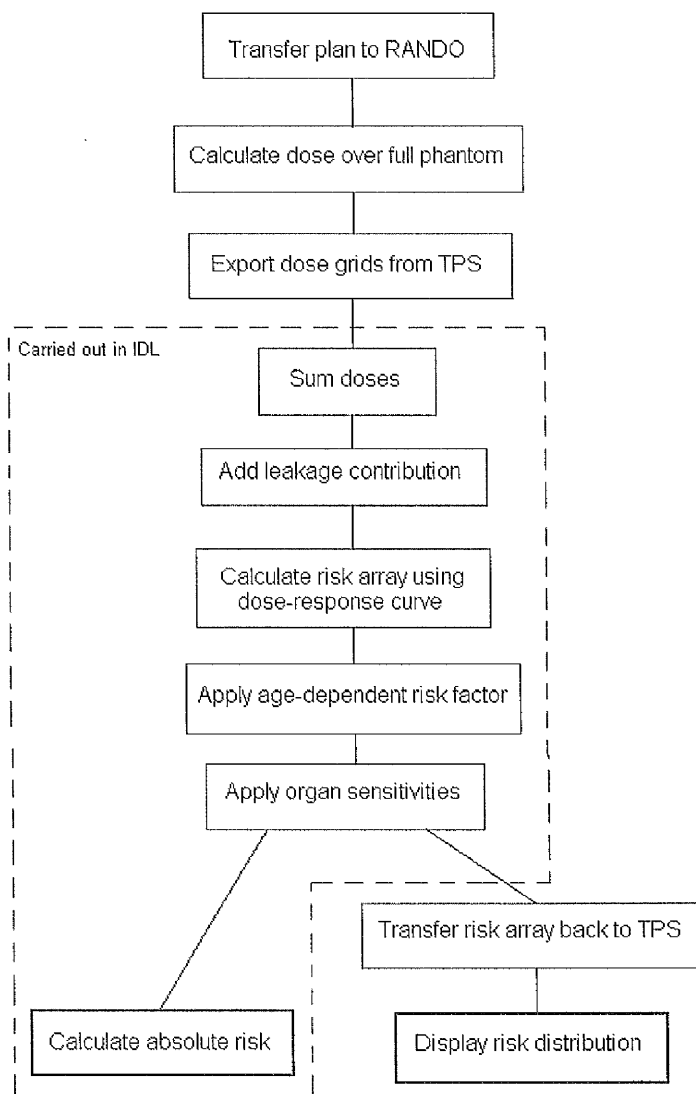 Transfer plan to RANDO
Calculate dose over full phantom
Export dose grids from TPS
Carried out in IDL
Sum doses
Add leakage contribution
Calculate risk array using
dose-response curve
Apply age-dependent risk factor
Apply organ sensitivities
Transfer risk array back to TPS
Calculate absolute risk
Display risk distribution